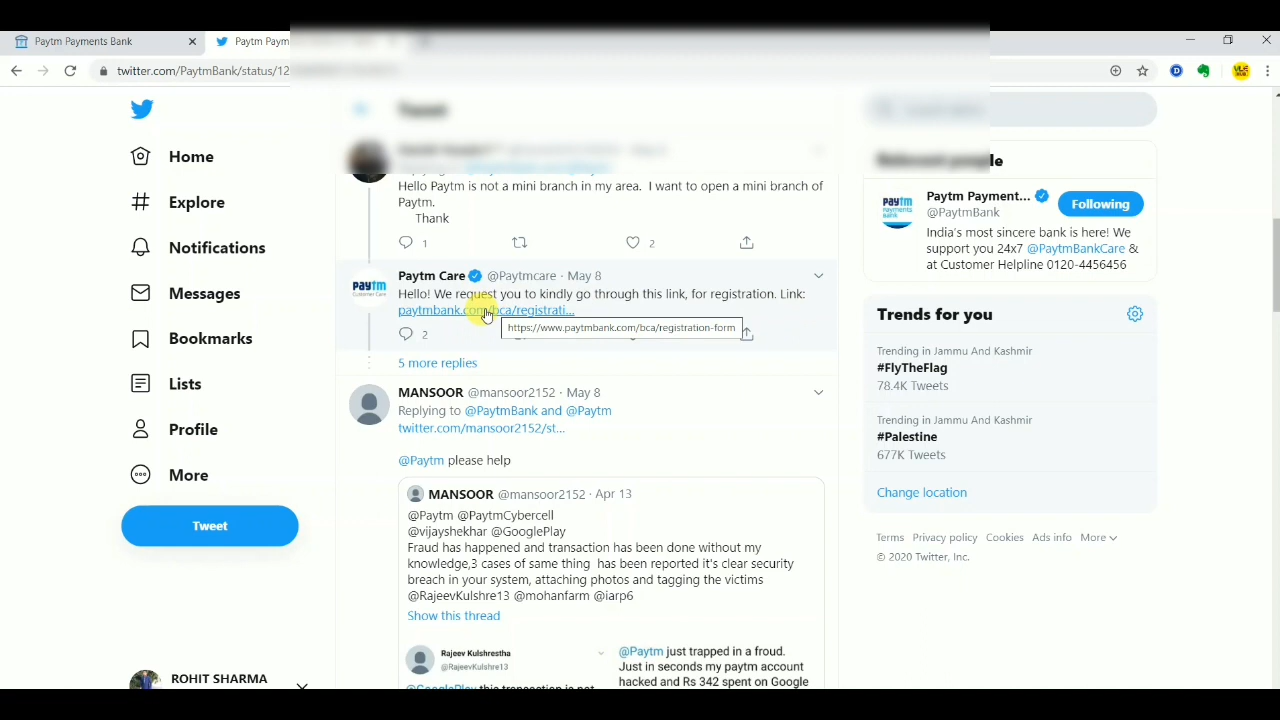 Paytm Payments Bank
Paytm Paym
twitter.com/PaytmBank/status/12
VLE
Home
Explore
Notifications
Messages
Bookmarks
Lists
Profile
More
Tweet
ROHIT SHARMA
Tweet
Hello Paytm is not a mini branch in my area. I want to open a mini branch of
Paytm.
Thank
1
2
Paytm Care @Paytmcare · May 8
Hello! We request you to kindly go through this link, for registration. Link:
paytmbank.com/bca/registrati...
https://www.paytmbank.com/bca/registration-form
2
5 more replies
MANSOOR @mansoor2152 · May 8
Replying to @PaytmBank and @Paytm
twitter.com/mansoor2152/st...
@Paytm please help
MANSOOR @mansoor2152 · Apr 13
@Paytm @PaytmCybercell
@vijayshekhar @GooglePlay
Fraud has happened and transaction has been done without my
knowledge,3 cases of same thing has been reported it's clear security
breach in your system, attaching photos and tagging the victims
@RajeevKulshre13 @mohanfarm @iarp6
Show this thread
Rajeev Kulshrestha
@RajeevKulshre13
@GooglePlay this transaction is not
@Paytm just trapped in a froud.
Just in seconds my paytm account
hacked and Rs 342 spent on Google
Relevant people
paytm
payments
bank
Paytm Payment...
@PaytmBank
Following
India's most sincere bank is here! We
support you 24x7 @PaytmBankCare &
at Customer Helpline 0120-4456456
Trends for you
Trending in Jammu And Kashmir
#FlyTheFlag
78.4K Tweets
Trending in Jammu And Kashmir
#Palestine
677K Tweets
Change location
Terms Privacy policy Cookies Ads info More
© 2020 Twitter, Inc.